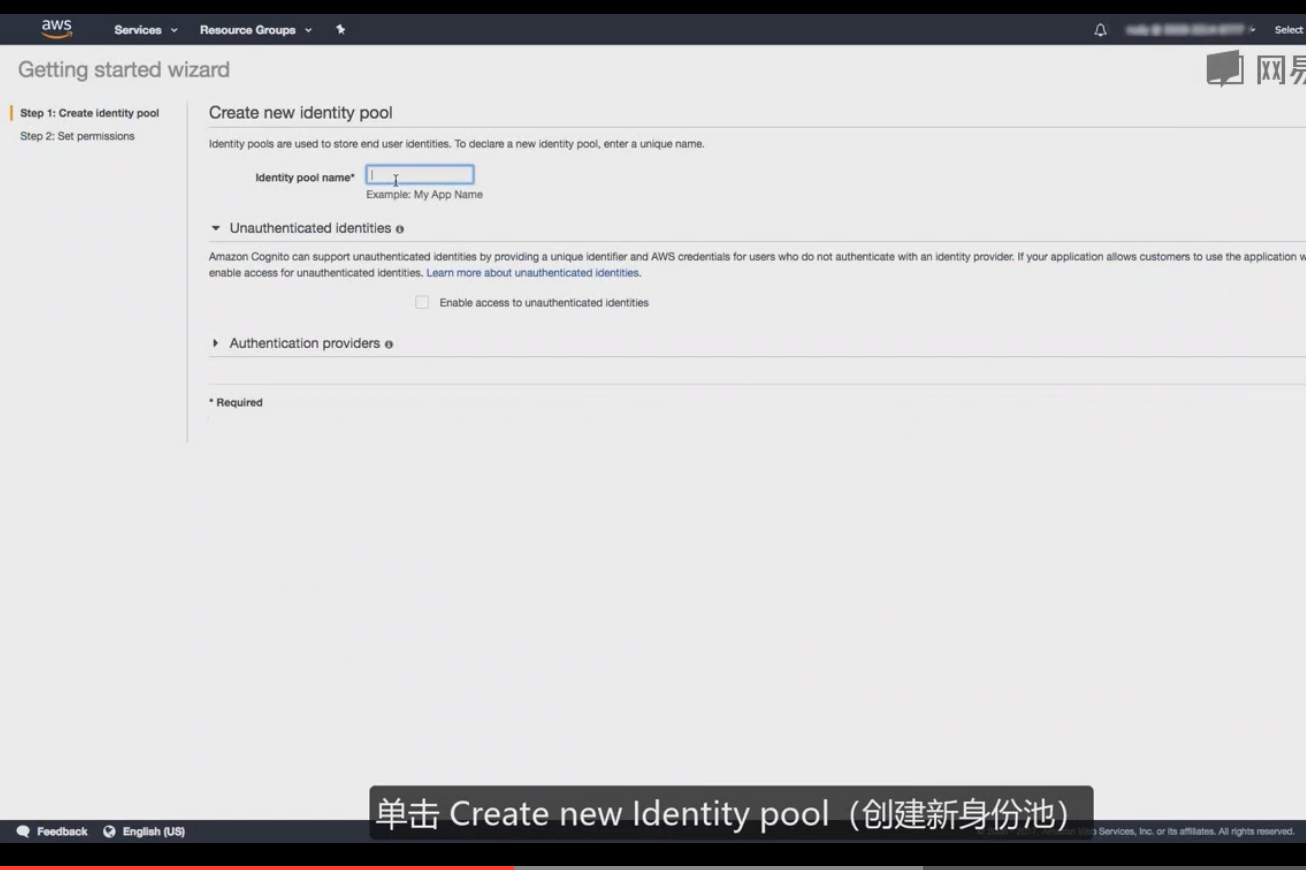 aws
Services
Resource Groups
Select
Getting started wizard
网易
Step 1: Create identity pool
Step 2: Set permissions
Create new identity pool
Identity pools are used to store end user identities. To declare a new identity pool, enter a unique name.
Identity pool name*
Example: My App Name
Unauthenticated identities
Amazon Cognito can support unauthenticated identities by providing a unique identifier and AWS credentials for users who do not authenticate with an identity provider. If your application allows customers to use the application w
enable access for unauthenticated identities. Learn more about unauthenticated identities.
Enable access to unauthenticated identities
Authentication providers
* Required
单击 Create new Identity pool（创建新身份池）
Feedback
English (US)
Services, Inc. or its affiliates. All rights reserved.